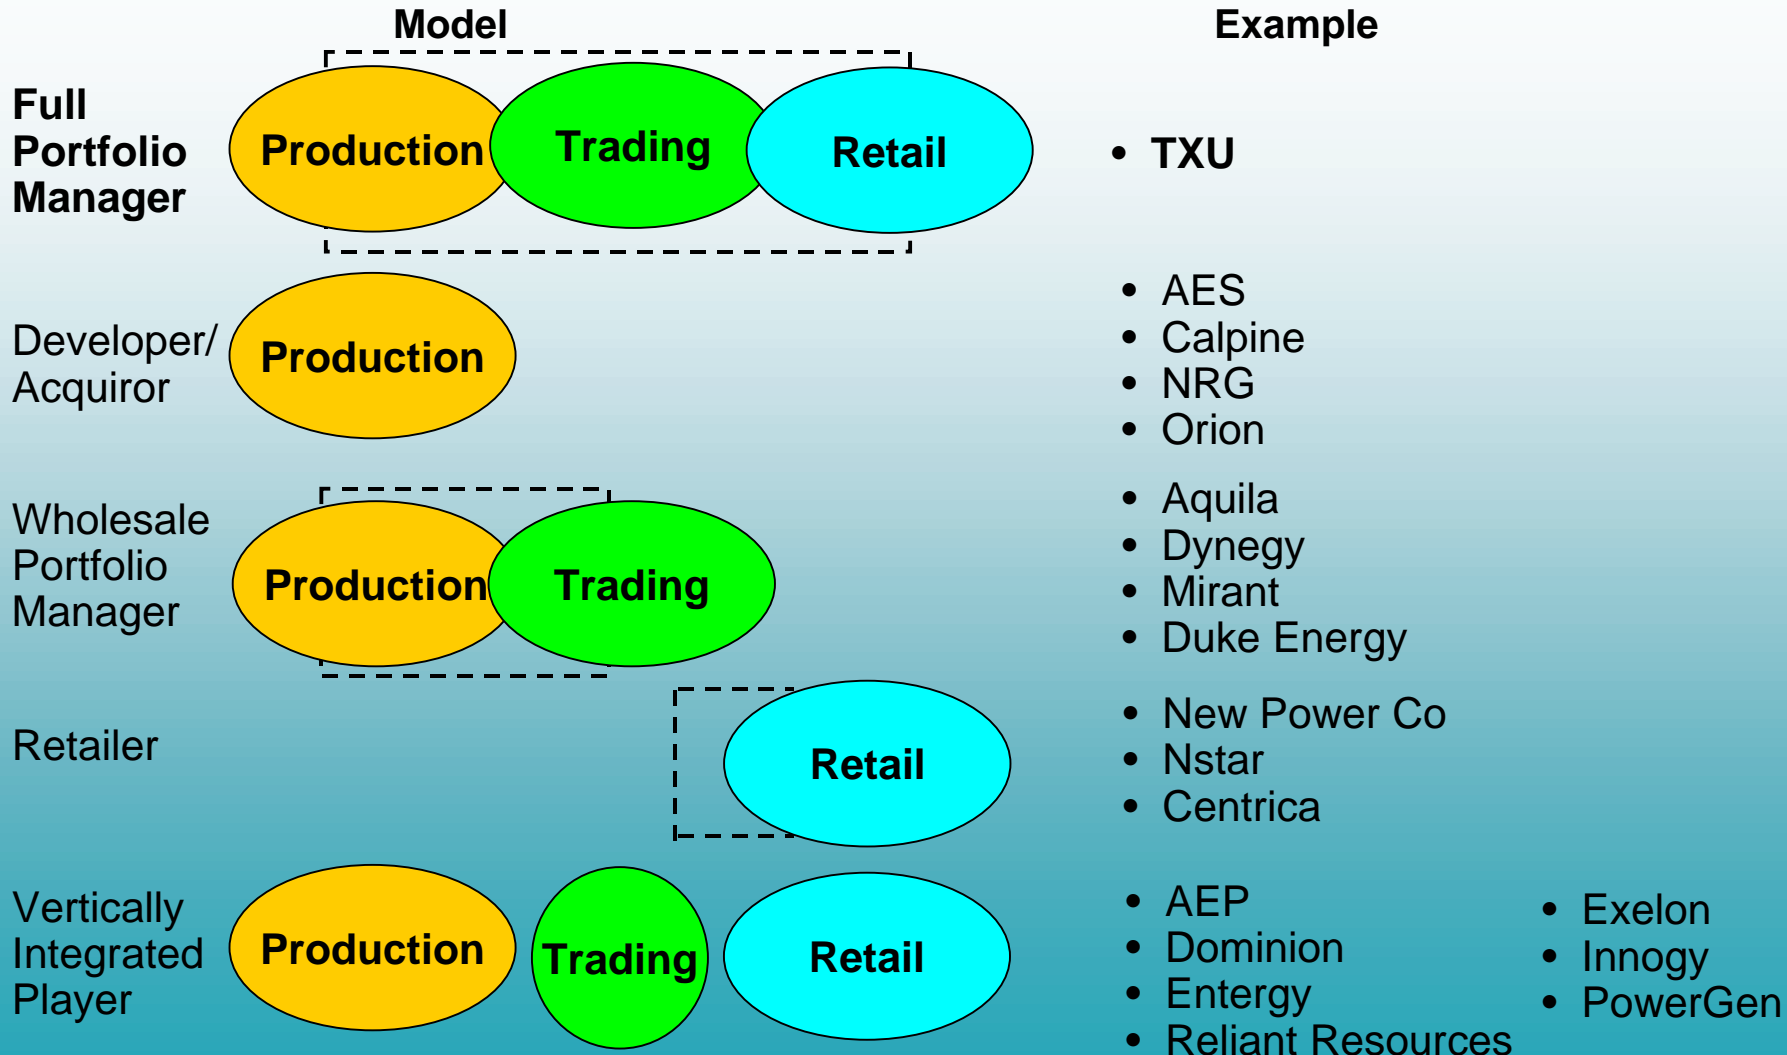 Model
Example
Full
Portfolio
Manager
Production
Trading
Retail
• TXU
Developer/
Acquiror
Production
• AES
• Calpine
• NRG
• Orion
Wholesale
Portfolio
Manager
Production
Trading
• Aquila
• Dynegy
• Mirant
• Duke Energy
Retailer
Retail
• New Power Co
• Nstar
• Centrica
Vertically
Integrated
Player
Production
Trading
Retail
• AEP
• Dominion
• Entergy
• Reliant Resources
• Exelon
• Innogy
• PowerGen